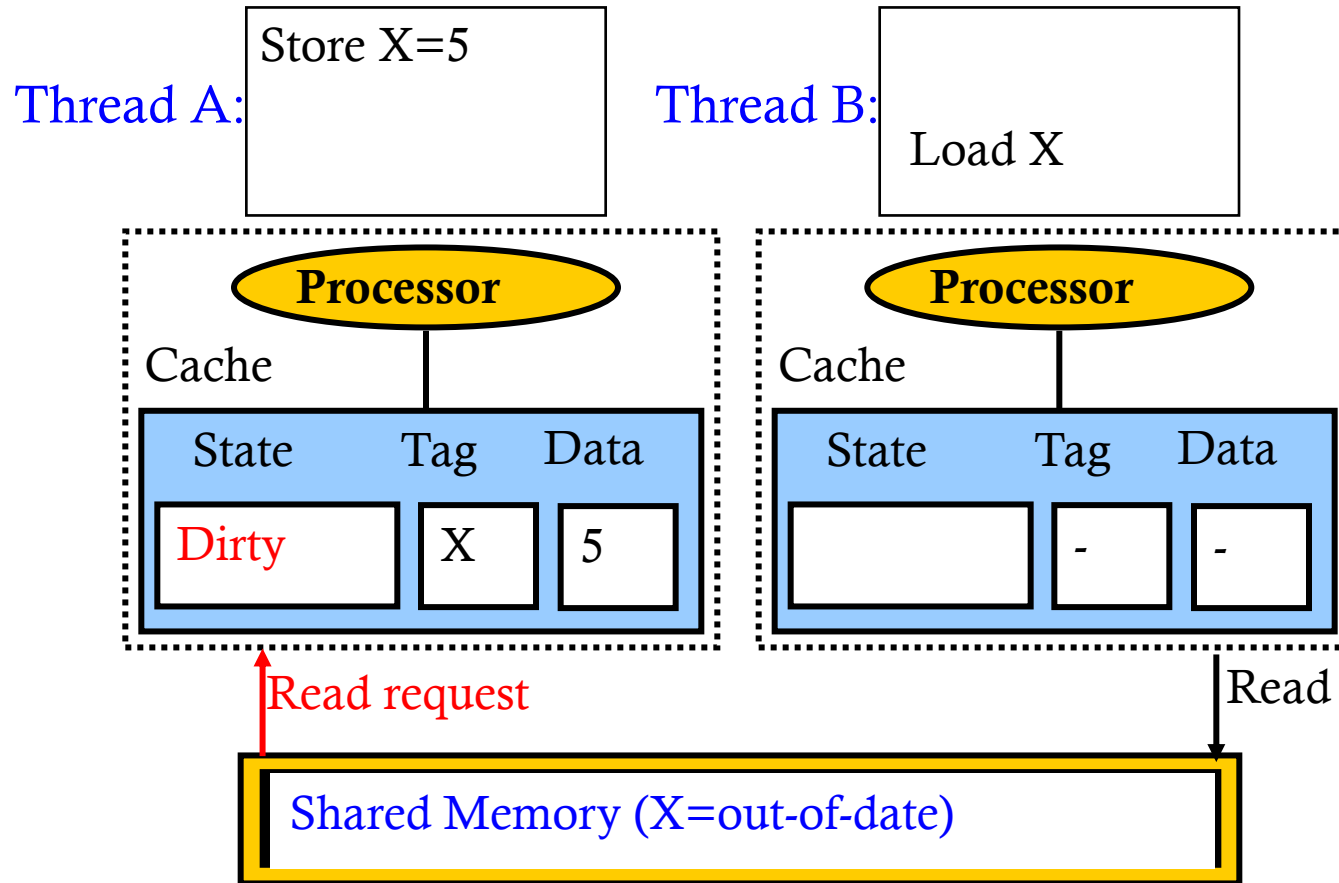 Store X=5
Thread A:
Thread B:
Load X
Processor
Processor
Cache
Cache
State Tag Data
State Tag Data
Dirty X 5
- -
Read request
Read
Shared Memory (X=out-of-date)